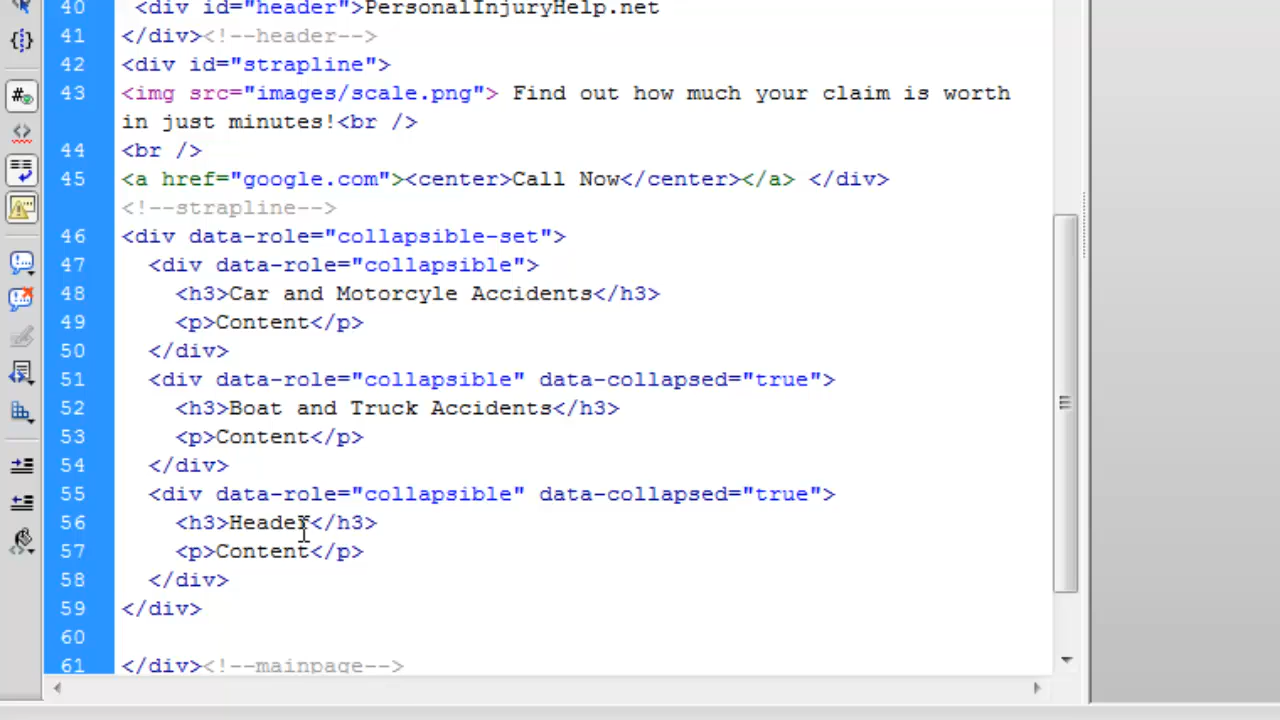 40 <div id="header">PersonalInjuryHelp.net
41 </div><!--header-->
42 <div id="strapline">
43 <img src="images/scale.png"> Find out how much your claim is worth
in just minutes!<br />
44 <br />
45 <a href="google.com"><center>Call Now</center></a> </div>
<!--strapline-->
46 <div data-role="collapsible-set">
47 <div data-role="collapsible">
48 <h3>Car and Motorcyle Accidents</h3>
49 <p>Content</p>
50 </div>
51 <div data-role="collapsible" data-collapsed="true">
52 <h3>Boat and Truck Accidents</h3>
53 <p>Content</p>
54 </div>
55 <div data-role="collapsible" data-collapsed="true">
56 <h3>Header</h3>
57 <p>Content</p>
58 </div>
59 </div>
60
61 </div><!--mainpage-->